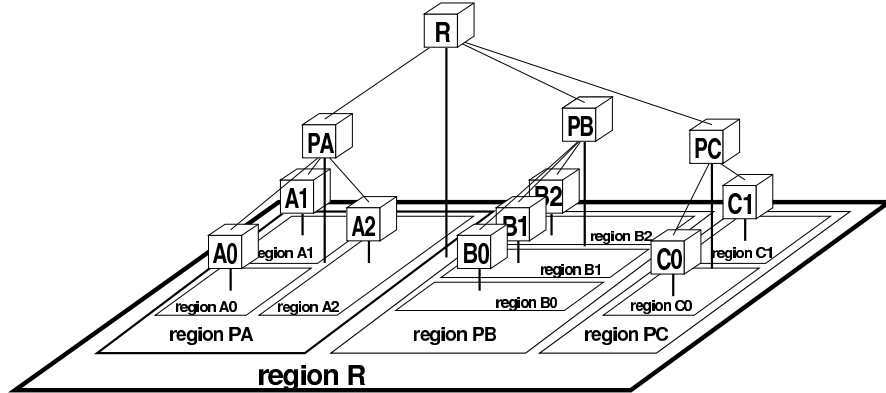 R
PA
PB
PC
A1
A2
A0
B2
B1
B0
C1
C0
region A1
region A0
region A2
region B2
region B1
region B0
region C1
region C0
region PA
region PB
region PC
region R